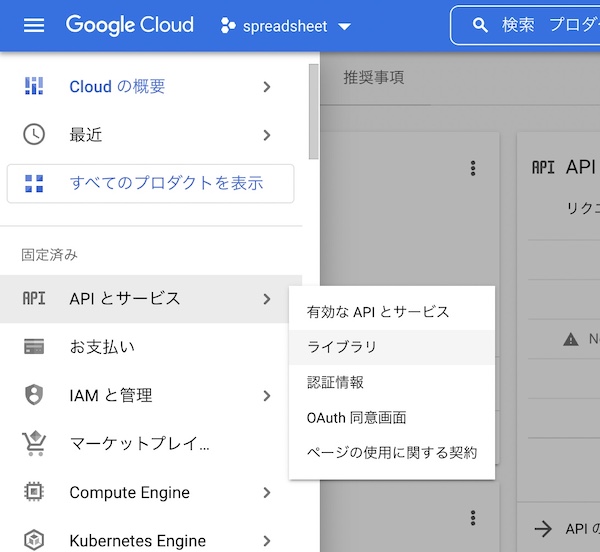 Google Cloud
spreadsheet
検索 プロダ
Cloud の概要
推奨事項
最近
すべてのプロダクトを表示
API API
リクエ
固定済み
API API とサービス
有効な API とサービス
お支払い
ライブラリ
IAM と管理
認証情報
OAuth 同意画面
マーケットプレイ...
ページの使用に関する契約
Compute Engine
API の
Kubernetes Engine